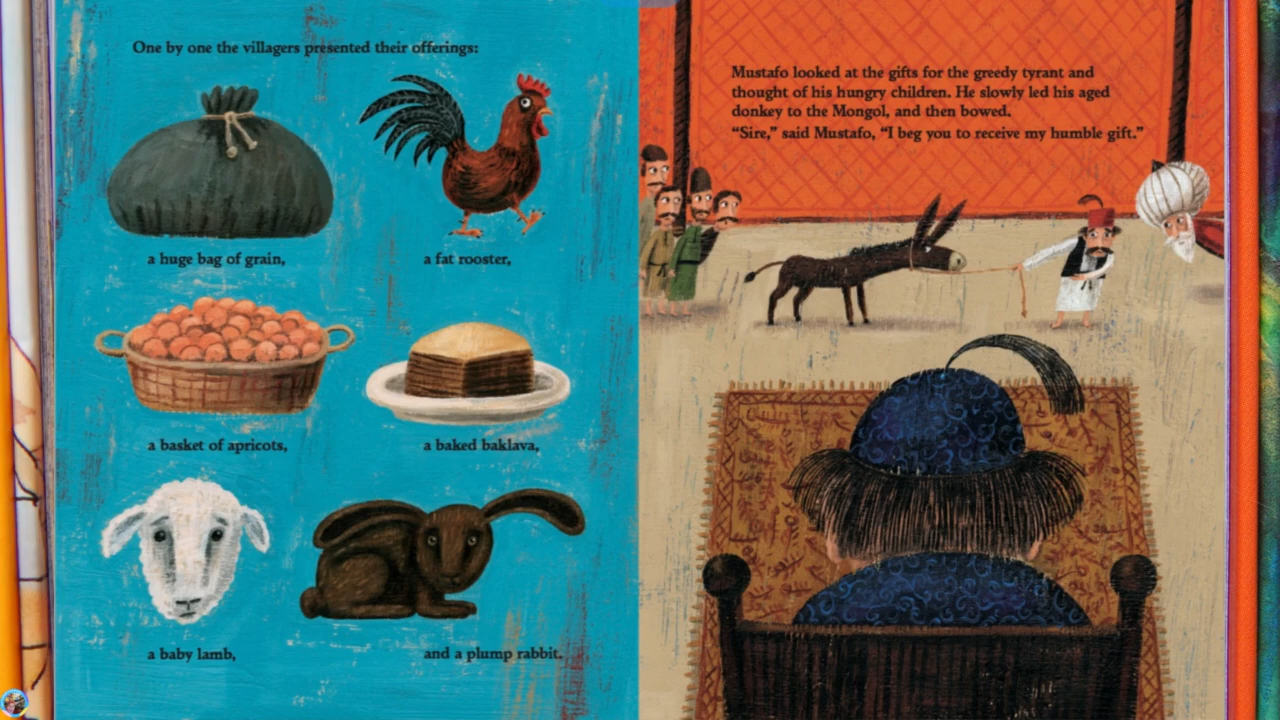 One by one the villagers presented their offerings:
a huge bag of grain,
a fat rooster,
a basket of apricots,
a baked baklava,
a baby lamb,
and a plump rabbit.
Mustafo looked at the gifts for the greedy tyrant and
thought of his hungry children. He slowly led his aged
donkey to the Mongol, and then bowed.
“Sire,” said Mustafo, “I beg you to receive my humble gift.”